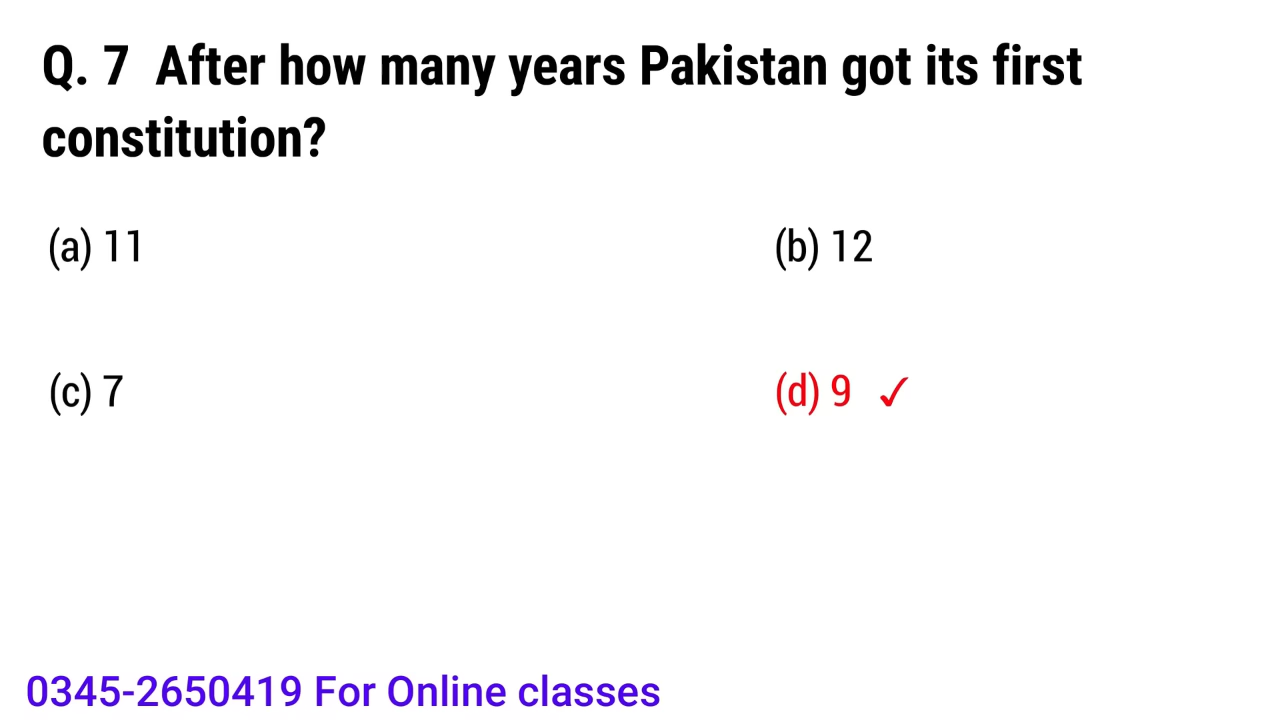 Q. 7 After how many years Pakistan got its first
constitution?
(a) 11
(b) 12
(c) 7
(d) 9 ✓
0345-2650419 For Online classes